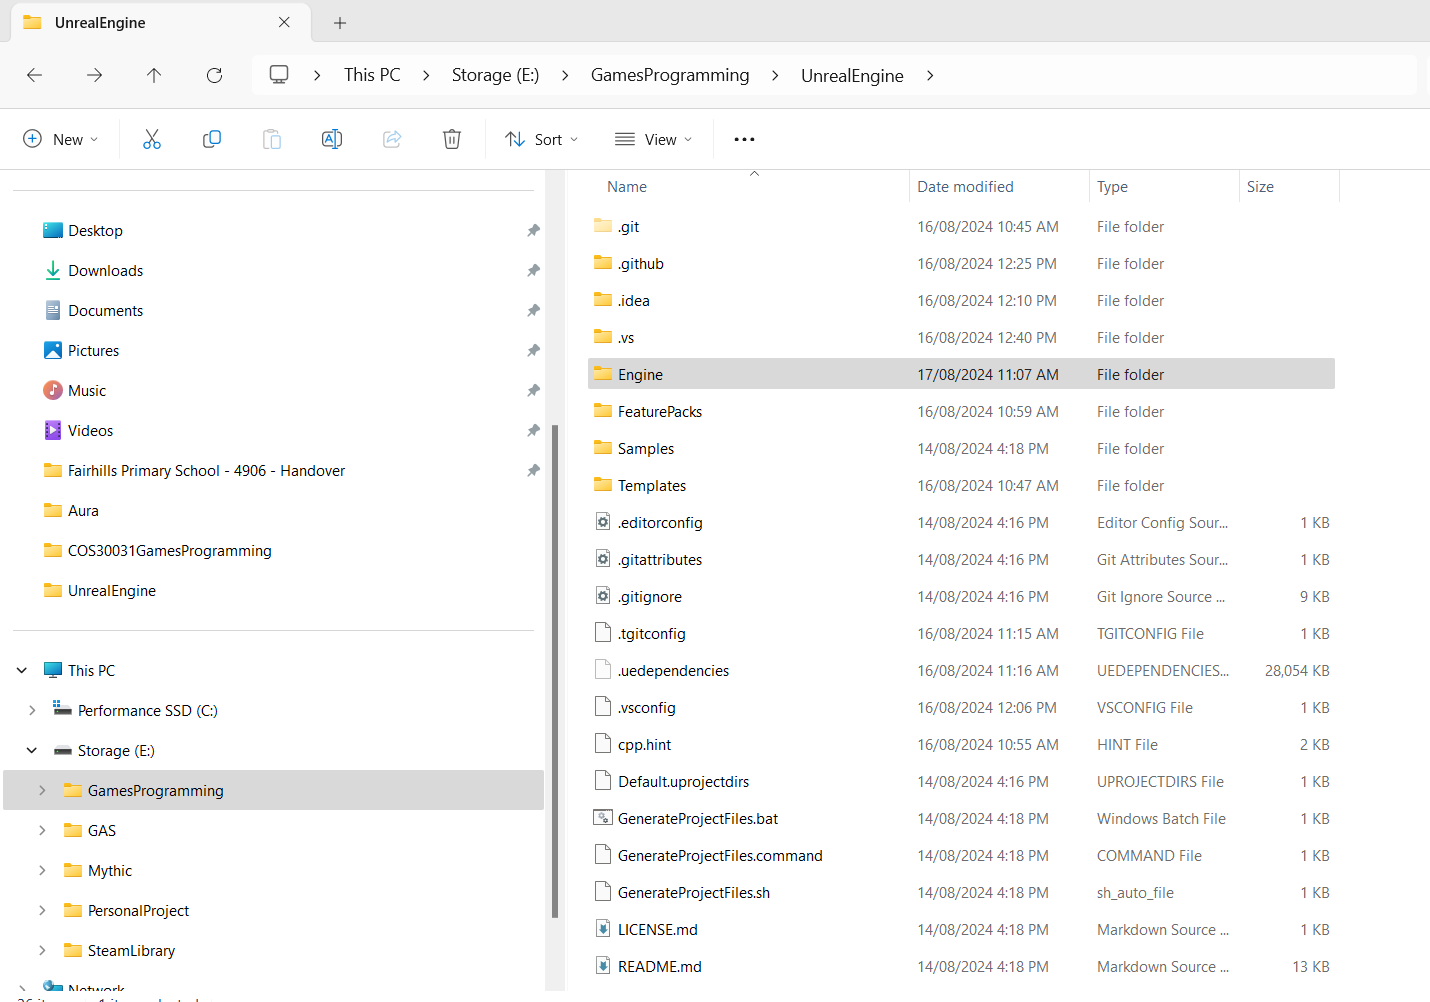 UnrealEngine
This PC Storage (E:) GamesProgramming UnrealEngine
New Sort View
Desktop
Downloads
Documents
Pictures
Music
Videos
Fairhills Primary School - 4906 - Handover
Aura
COS30031GamesProgramming
UnrealEngine
This PC
Performance SSD (C:)
Storage (E:)
GamesProgramming
GAS
Mythic
PersonalProject
SteamLibrary
Network
Name Date modified Type Size
.git 16/08/2024 10:45 AM File folder
.github 16/08/2024 12:25 PM File folder
.idea 16/08/2024 12:10 PM File folder
.vs 16/08/2024 12:40 PM File folder
Engine 17/08/2024 11:07 AM File folder
FeaturePacks 16/08/2024 10:59 AM File folder
Samples 14/08/2024 4:18 PM File folder
Templates 16/08/2024 10:47 AM File folder
.editorconfig 14/08/2024 4:16 PM Editor Config Sour... 1 KB
.gitattributes 14/08/2024 4:16 PM Git Attributes Sour... 1 KB
.gitignore 14/08/2024 4:16 PM Git Ignore Source ... 9 KB
.tgitconfig 16/08/2024 11:15 AM TGITCONFIG File 1 KB
.uedependencies 16/08/2024 11:16 AM UEDEPENDENCIES... 28,054 KB
.vsconfig 16/08/2024 12:06 PM VSCONFIG File 1 KB
cpp.hint 16/08/2024 10:55 AM HINT File 2 KB
Default.uprojectdirs 14/08/2024 4:16 PM UPROJECTDIRS File 1 KB
GenerateProjectFiles.bat 14/08/2024 4:18 PM Windows Batch File 1 KB
GenerateProjectFiles.command 14/08/2024 4:18 PM COMMAND File 1 KB
GenerateProjectFiles.sh 14/08/2024 4:18 PM sh_auto_file 1 KB
LICENSE.md 14/08/2024 4:18 PM Markdown Source ... 1 KB
README.md 14/08/2024 4:18 PM Markdown Source ... 13 KB